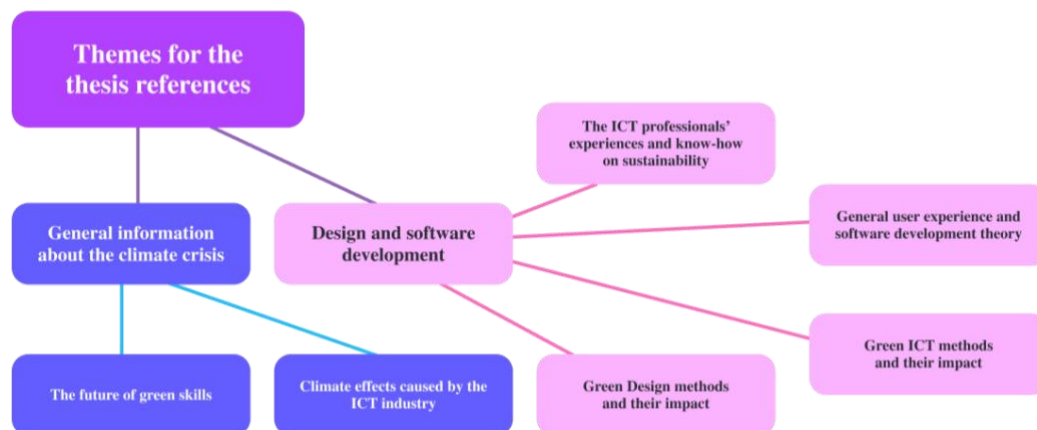 Themes for the
thesis references
The ICT professionals’
experiences and know-how
on sustainability
General information
about the climate crisis
Design and software
development
General user experience and
software development theory
The future of green skills
Climate effects caused by the
ICT industry
Green Design methods
and their impact
Green ICT methods
and their impact